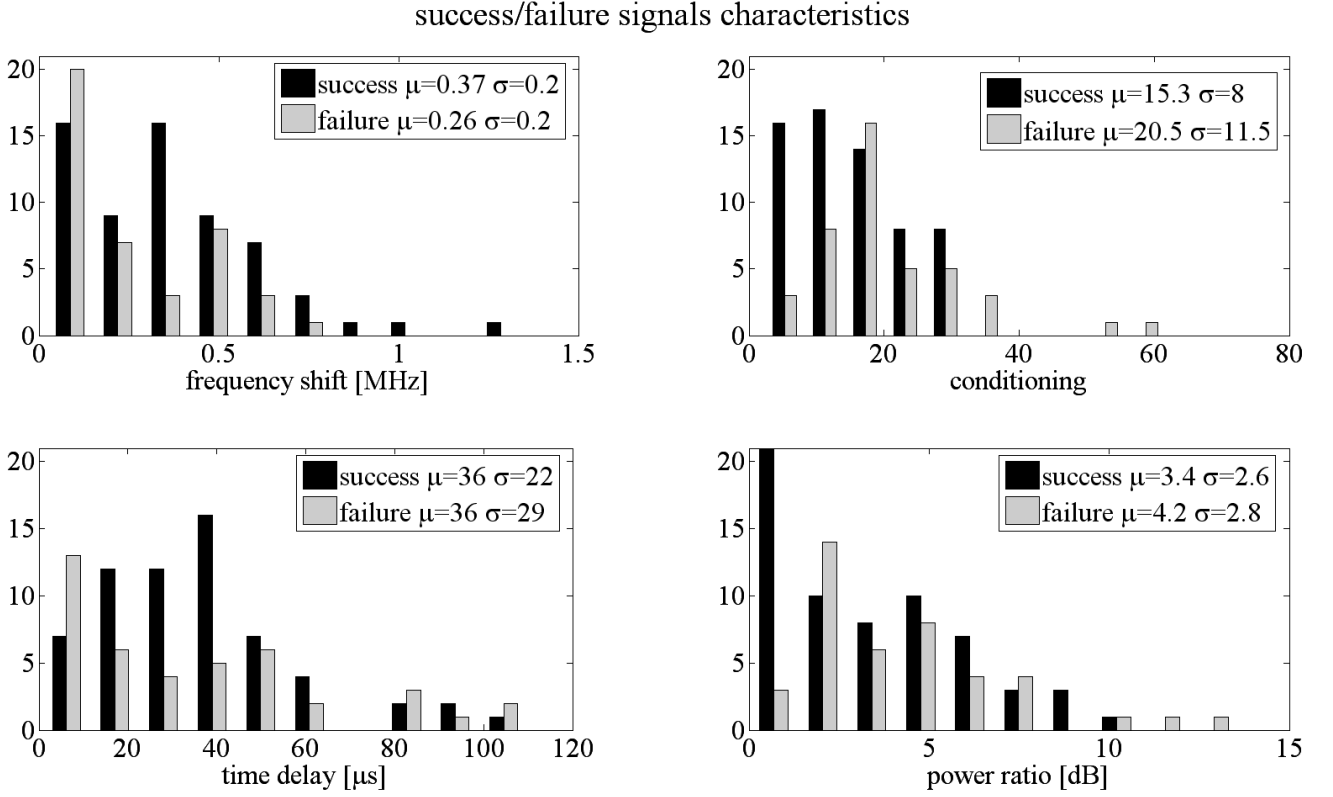 success/failure signals characteristics
20
15
10
5
0
0 0.5 1 1.5
frequency shift [MHz]
success μ=0.37 σ=0.2
failure μ=0.26 σ=0.2
20
15
10
5
0
0 20 40 60 80
conditioning
success μ=15.3 σ=8
failure μ=20.5 σ=11.5
20
15
10
5
0
0 20 40 60 80 100 120
time delay [μs]
success μ=36 σ=22
failure μ=36 σ=29
20
15
10
5
0
0 5 10 15
power ratio [dB]
success μ=3.4 σ=2.6
failure μ=4.2 σ=2.8